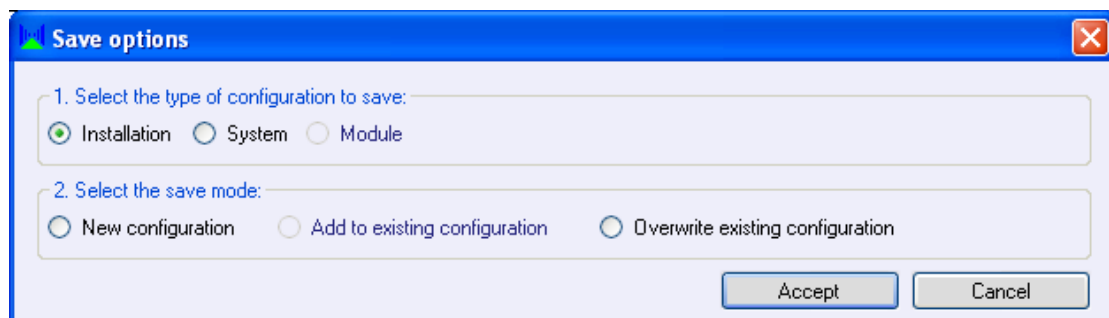 Save options
1. Select the type of configuration to save:
Installation System Module
2. Select the save mode:
New configuration Add to existing configuration Overwrite existing configuration
Accept Cancel